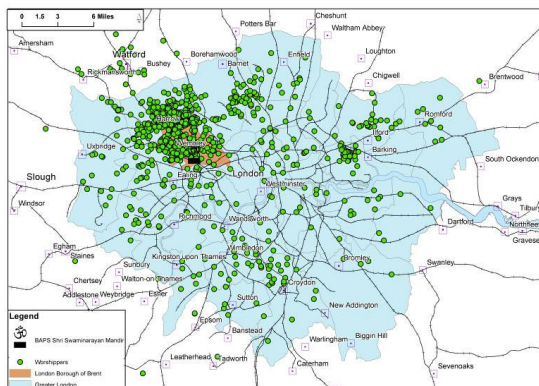 0 1.5 3 6 Miles
Potters Bar
Cheshunt
Waltham Abbey
Amersham
Watford
Bushey
Borehamwood
Barnet
Enfield
Loughton
Rickmansworth
Chigwell
Brentwood
Harrow
Romford
Wembley
Ilford
Uxbridge
Barking
South Ockendon
Ealing
London
Westminster
Slough
Grays
Windsor
Tilbury
Richmond
Wandsworth
Dartford
Northfleet
Gravese
Egham
Staines
Wimbledon
Sunbury
Kingston upon Thames
Bromley
Swanley
Chertsey
Walton-on-Thames
Croydon
Addlestone
Weybridge
Esher
Sutton
New Addington
Legend
Epsom
Banstead
BAPS Shri Swaminarayan Mandir
Warlingham
Biggin Hill
Worshippers
Leatherhead
Tadworth
Caterham
Sevenoaks
London Borough of Brent
Greater London